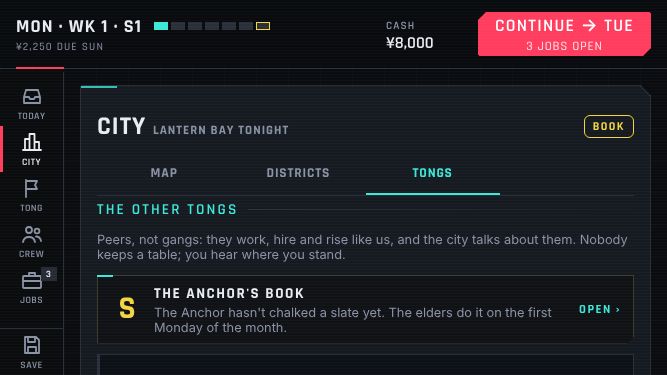 MON · WK 1 · S1
¥2,250 DUE SUN
CASH
¥8,000
CONTINUE → TUE
3 JOBS OPEN
TODAY
CITY
TONG
CREW
3
JOBS
SAVE
CITY LANTERN BAY TONIGHT
BOOK
MAP
DISTRICTS
TONGS
THE OTHER TONGS
Peers, not gangs: they work, hire and rise like us, and the city talks about them. Nobody
keeps a table; you hear where you stand.
S
THE ANCHOR'S BOOK
The Anchor hasn't chalked a slate yet. The elders do it on the first
Monday of the month.
OPEN ›